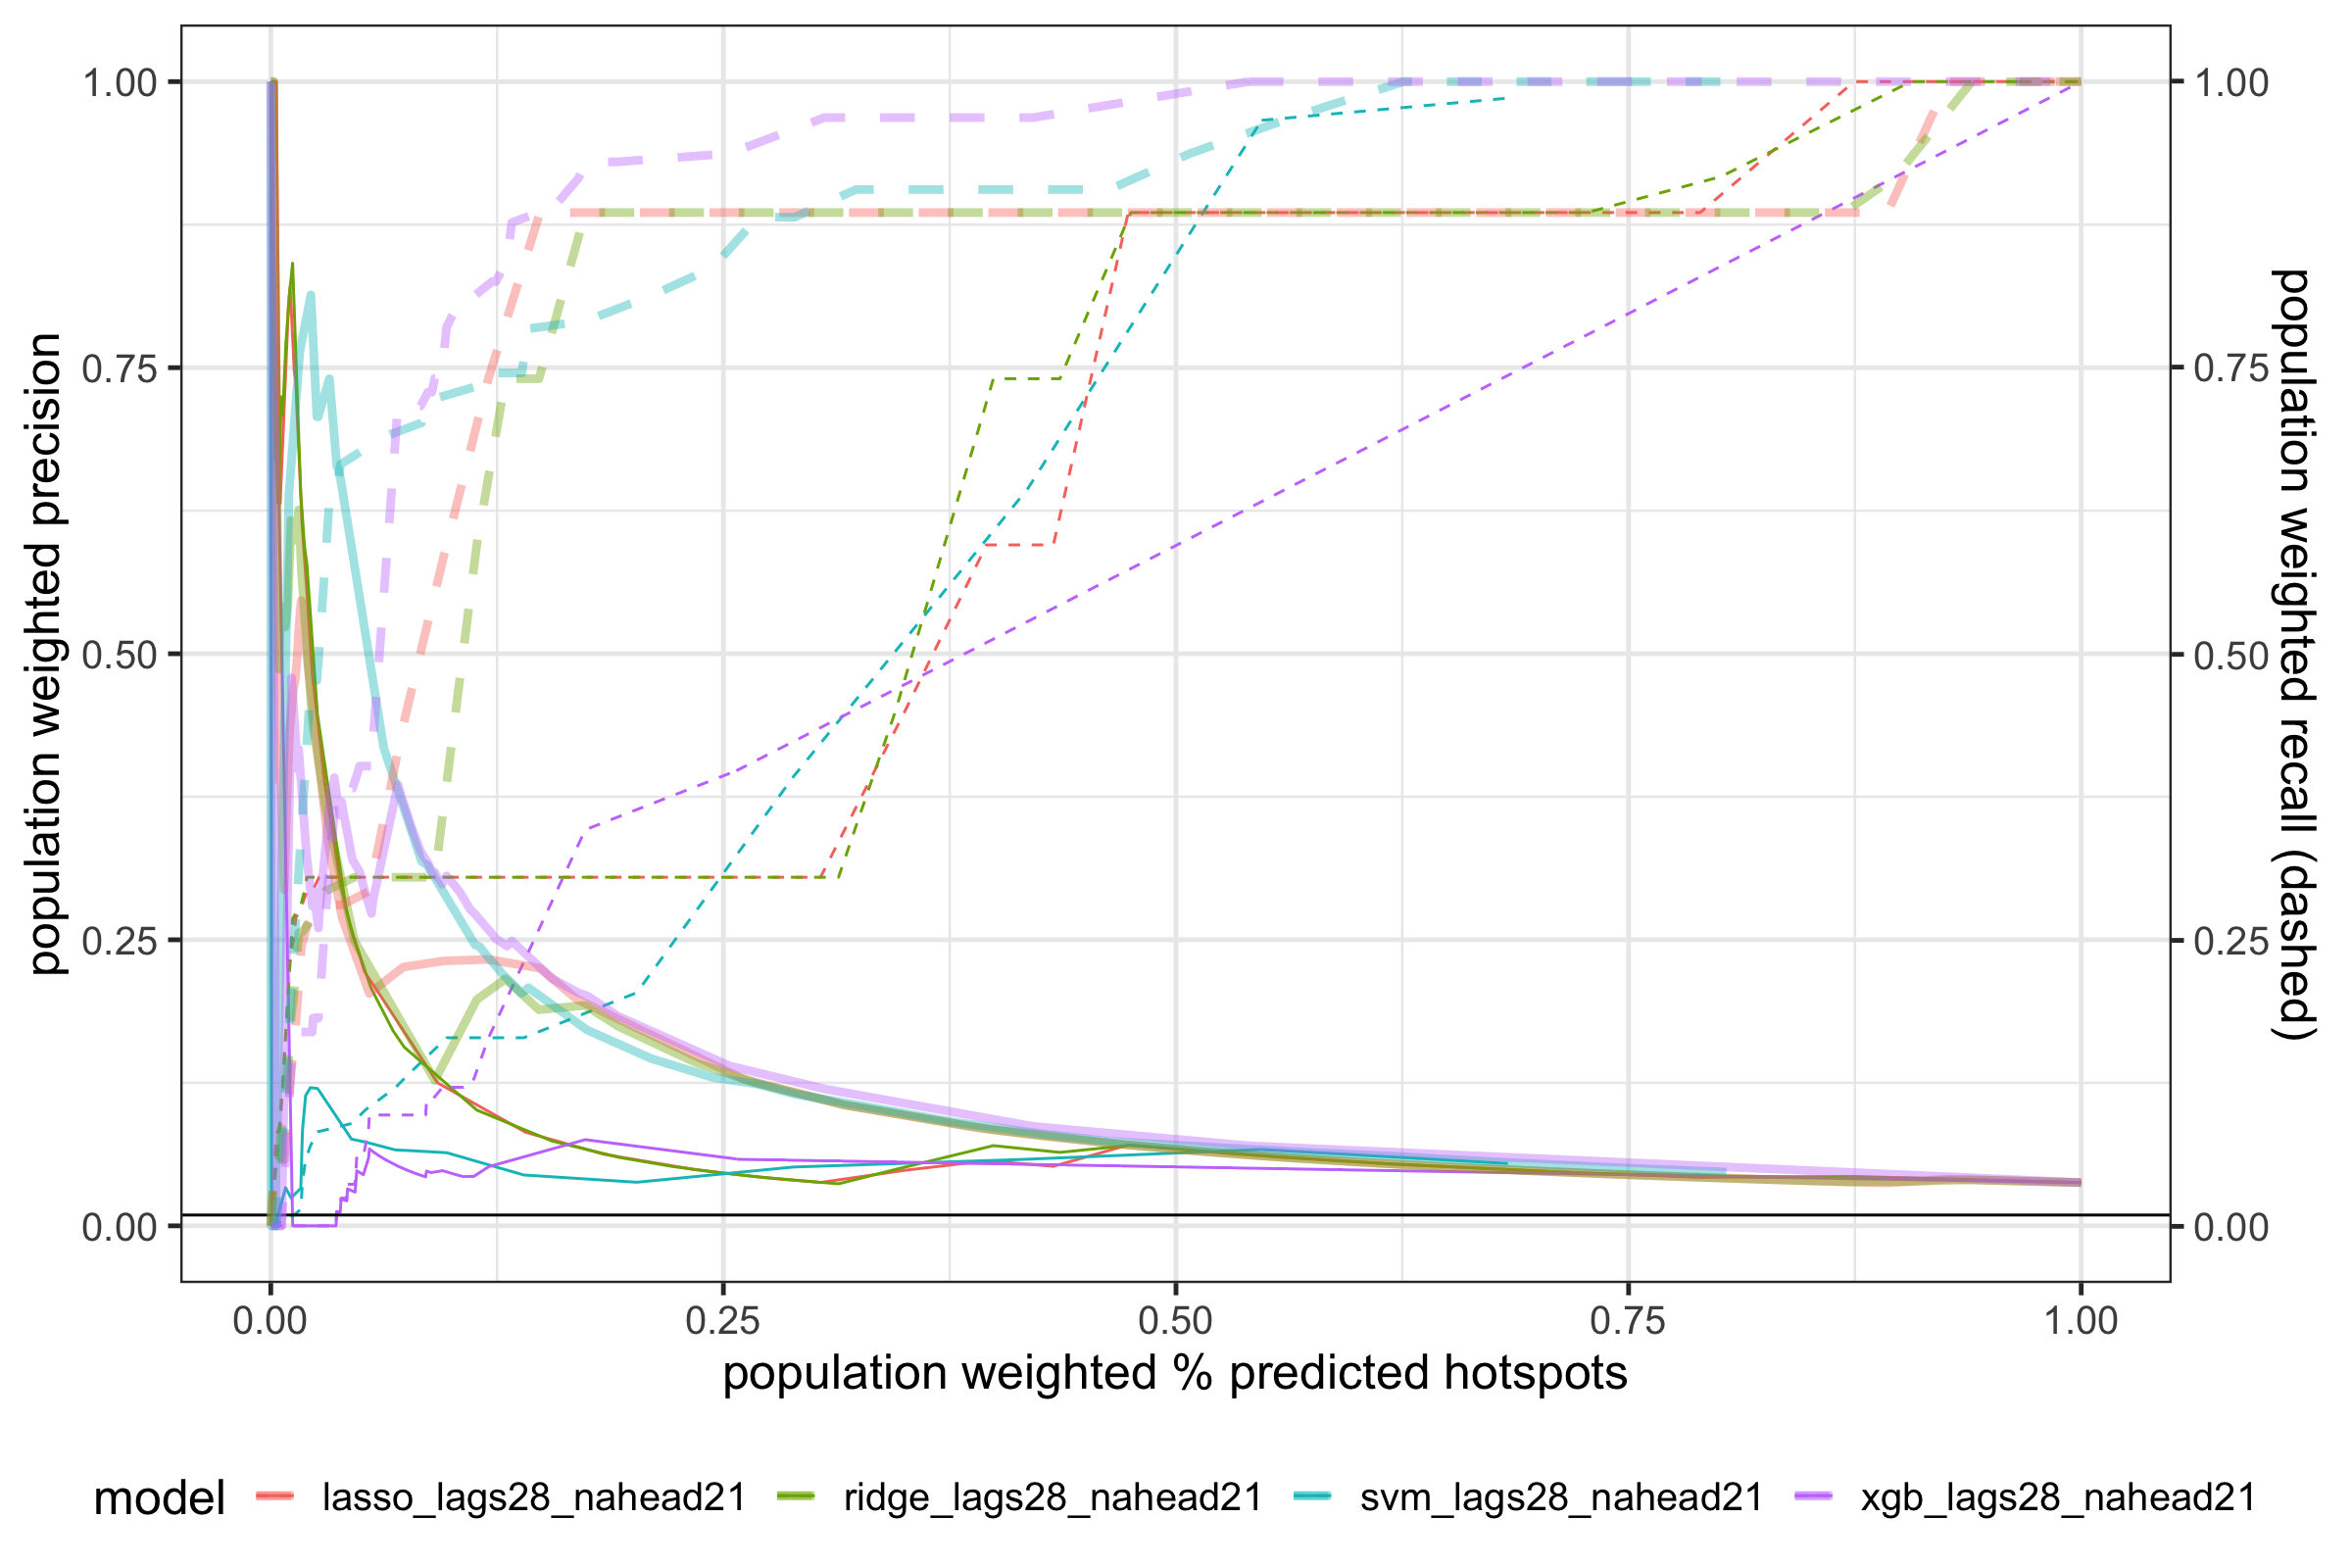 population weighted precision
1.00
0.75
0.50
0.25
0.00
1.00
0.75
0.50
0.25
0.00
population weighted recall (dashed)
0.00 0.25 0.50 0.75 1.00
population weighted % predicted hotspots
model lasso_lags28_nahead21 ridge_lags28_nahead21 svm_lags28_nahead21 xgb_lags28_nahead21